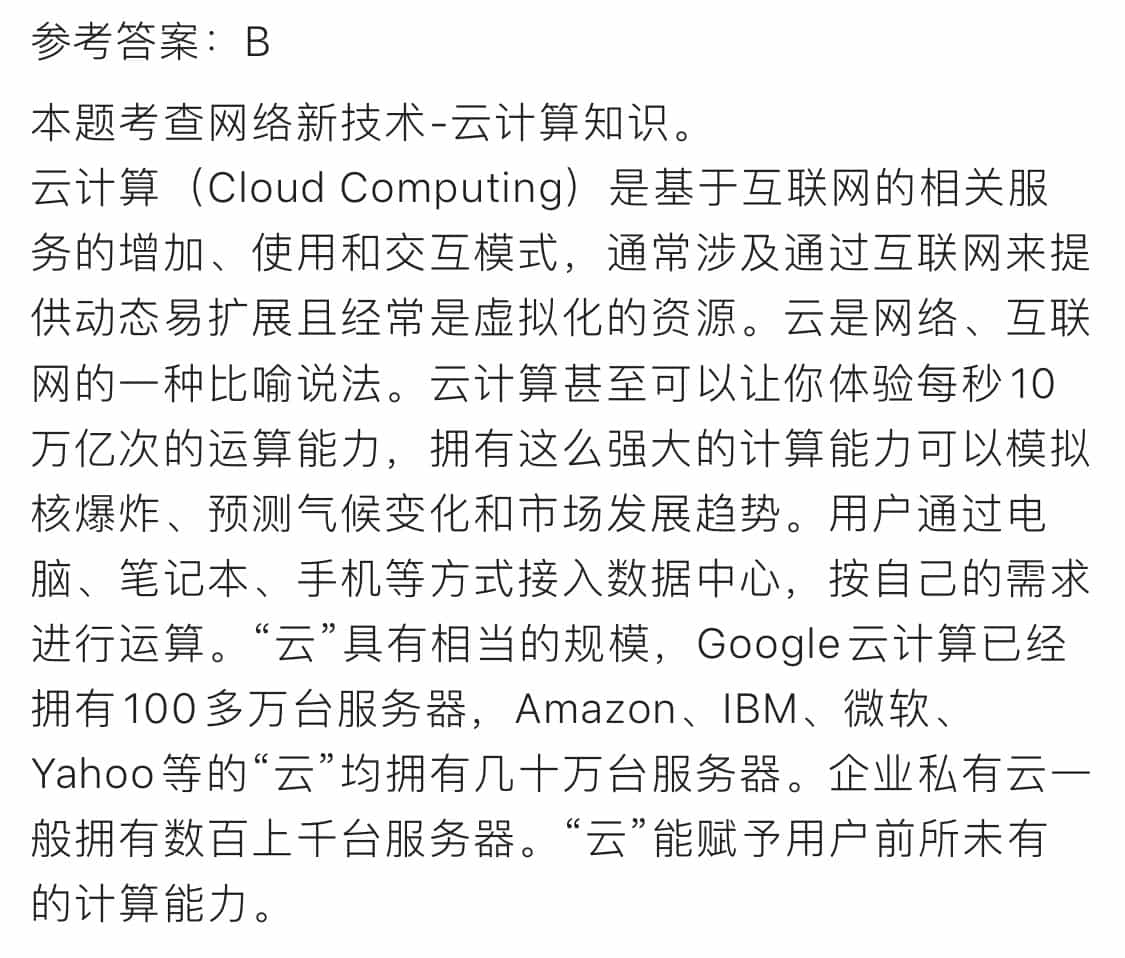 参考答案：B
本题考查网络新技术-云计算知识。
云计算（Cloud Computing）是基于互联网的相关服
务的增加、使用和交互模式，通常涉及通过互联网来提
供动态易扩展且经常是虚拟化的资源。云是网络、互联
网的一种比喻说法。云计算甚至可以让你体验每秒10
万亿次的运算能力，拥有这么强大的计算能力可以模拟
核爆炸、预测气候变化和市场发展趋势。用户通过电
脑、笔记本、手机等方式接入数据中心，按自己的需求
进行运算。“云”具有相当的规模，Google云计算已经
拥有100多万台服务器，Amazon、IBM、微软、
Yahoo等的“云”均拥有几十万台服务器。企业私有云一
般拥有数百上千台服务器。“云”能赋予用户前所未有
的计算能力。